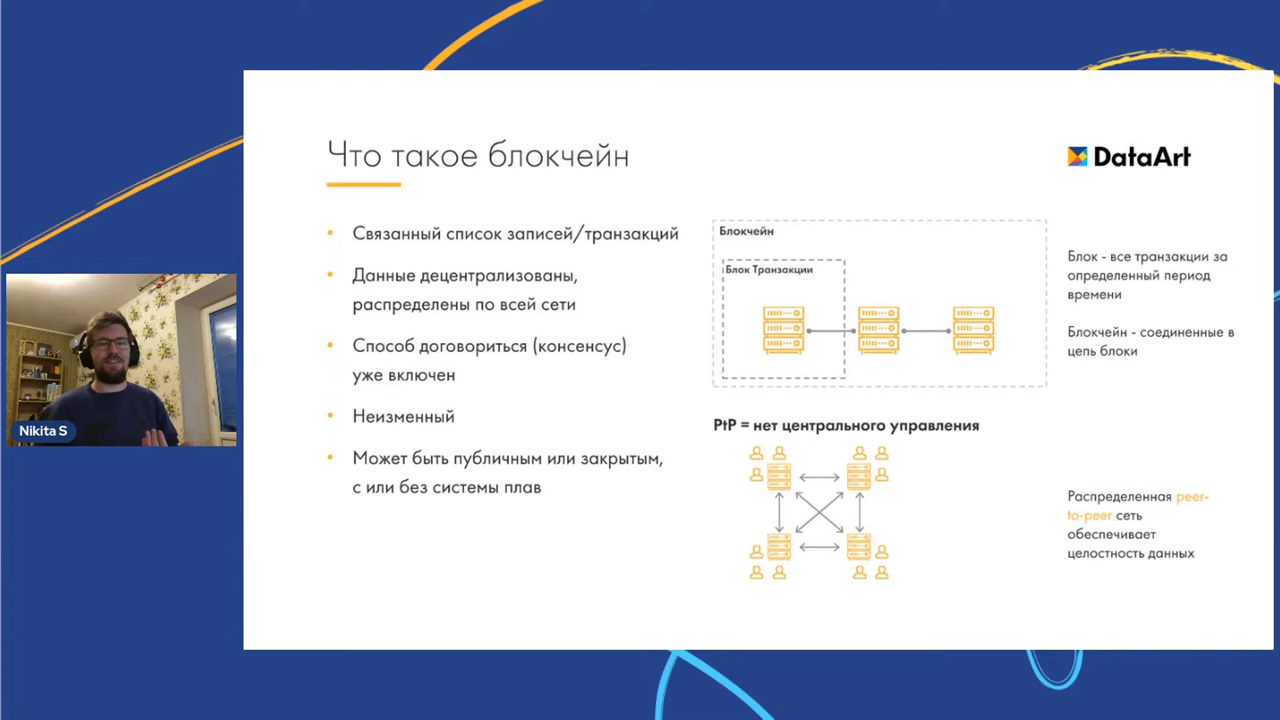 Что такое блокчейн
DataArt
Связанный список записей/транзакций
Данные децентрализованы,
распределены по всей сети
Способ договориться (консенсус)
уже включен
Неизменный
Может быть публичным или закрытым,
с или без системы плав
Блокчейн
Блок Транзакции
Блок - все транзакции за
определенный период
времени
Блокчейн - соединенные в
цепь блоки
PtP = нет центрального управления
Распределенная peer-
to-peer сеть
обеспечивает
целостность данных
Nikita S